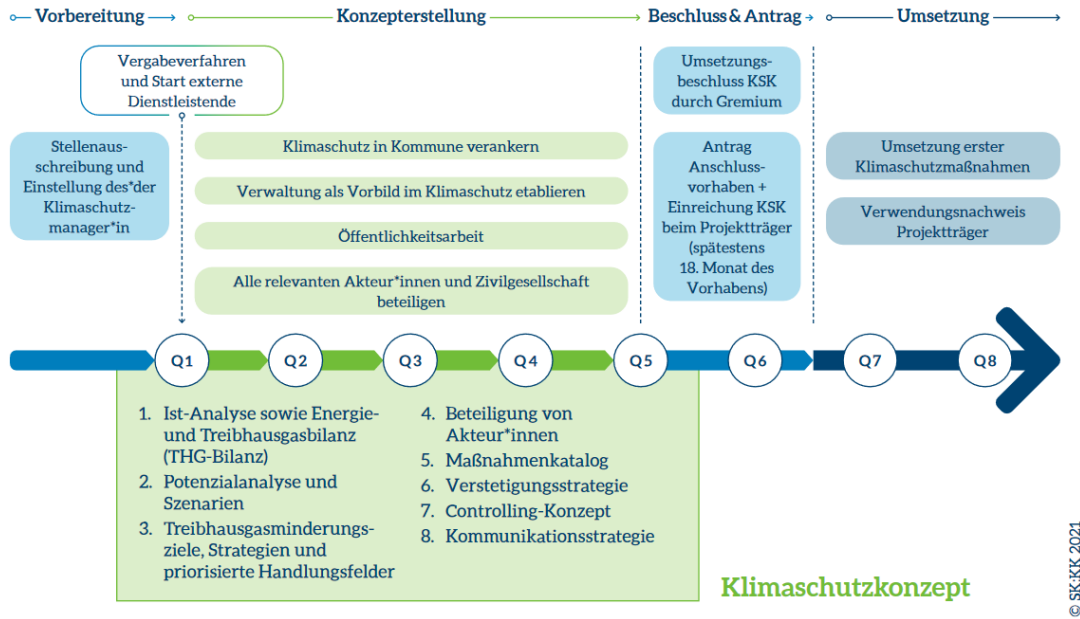 Vorbereitung
Konzepterstellung
Beschluss & Antrag
Umsetzung
Vergabeverfahren
und Start externe
Dienstleistende
Stellenaus-
schreibung und
Einstellung des*der
Klimaschutz-
manager*in
Klimaschutz in Kommune verankern
Verwaltung als Vorbild im Klimaschutz etablieren
Öffentlichkeitsarbeit
Alle relevanten Akteur*innen und Zivilgesellschaft
beteiligen
Umsetzungs-
beschluss KSK
durch Gremium
Antrag
Anschluss-
vorhaben +
Einreichung KSK
beim Projektträger
(spätestens
18. Monat des
Vorhabens)
Umsetzung erster
Klimaschutzmaßnahmen
Verwendungsnachweis
Projektträger
Q1
Q2
Q3
Q4
Q5
Q6
Q7
Q8
1. Ist-Analyse sowie Energie-
und Treibhausgasbilanz
(THG-Bilanz)
2. Potenzialanalyse und
Szenarien
3. Treibhausgasminderungs-
ziele, Strategien und
priorisierte Handlungsfelder
4. Beteiligung von
Akteur*innen
5. Maßnahmenkatalog
6. Verstetigungsstrategie
7. Controlling-Konzept
8. Kommunikationsstrategie
Klimaschutzkonzept
© SK:KK 2021